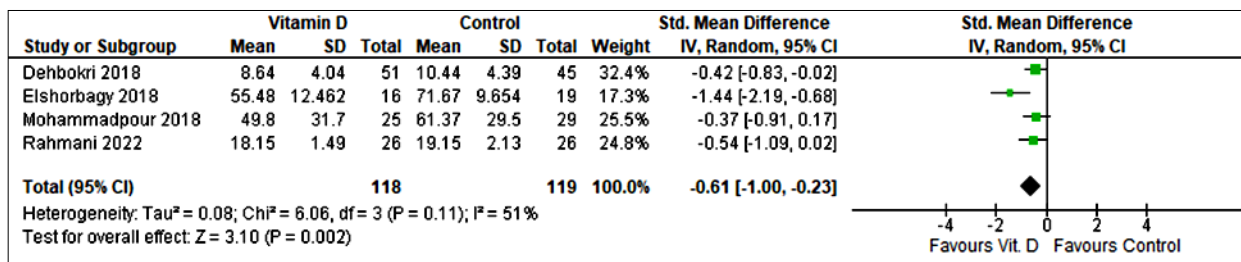 Vitamin D Control Std. Mean Difference Std. Mean Difference
Study or Subgroup Mean SD Total Mean SD Total Weight IV, Random, 95% CI IV, Random, 95% CI
Dehbokri 2018 8.64 4.04 51 10.44 4.39 45 32.4% -0.42 [-0.83, -0.02]
Elshorbagy 2018 55.48 12.462 16 71.67 9.654 19 17.3% -1.44 [-2.19, -0.68]
Mohammadpour 2018 49.8 31.7 25 61.37 29.5 29 25.5% -0.37 [-0.91, 0.17]
Rahmani 2022 18.15 1.49 26 19.15 2.13 26 24.8% -0.54 [-1.09, 0.02]
Total (95% CI) 118 119 100.0% -0.61 [-1.00, -0.23]
Heterogeneity: Tau² = 0.08; Chi² = 6.06, df = 3 (P = 0.11); I² = 51%
Test for overall effect: Z = 3.10 (P = 0.002)
-4 -2 0 2 4
Favours Vit. D Favours Control